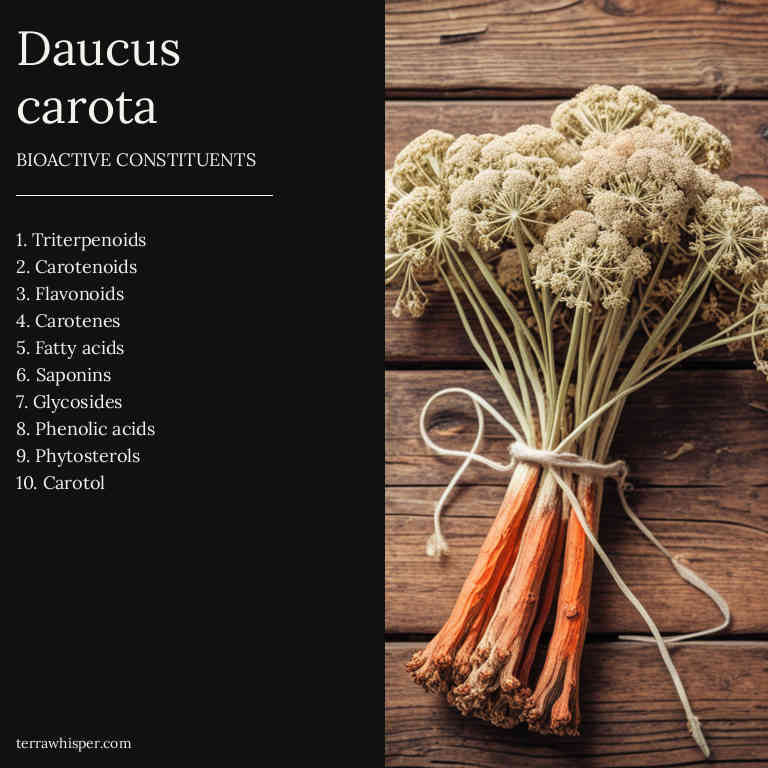 Daucus
carota
BIOACTIVE CONSTITUENTS
1. Triterpenoids
2. Carotenoids
3. Flavonoids
4. Carotenes
5. Fatty acids
6. Saponins
7. Glycosides
8. Phenolic acids
9. Phytosterols
10. Carotol
terrawhisper.com